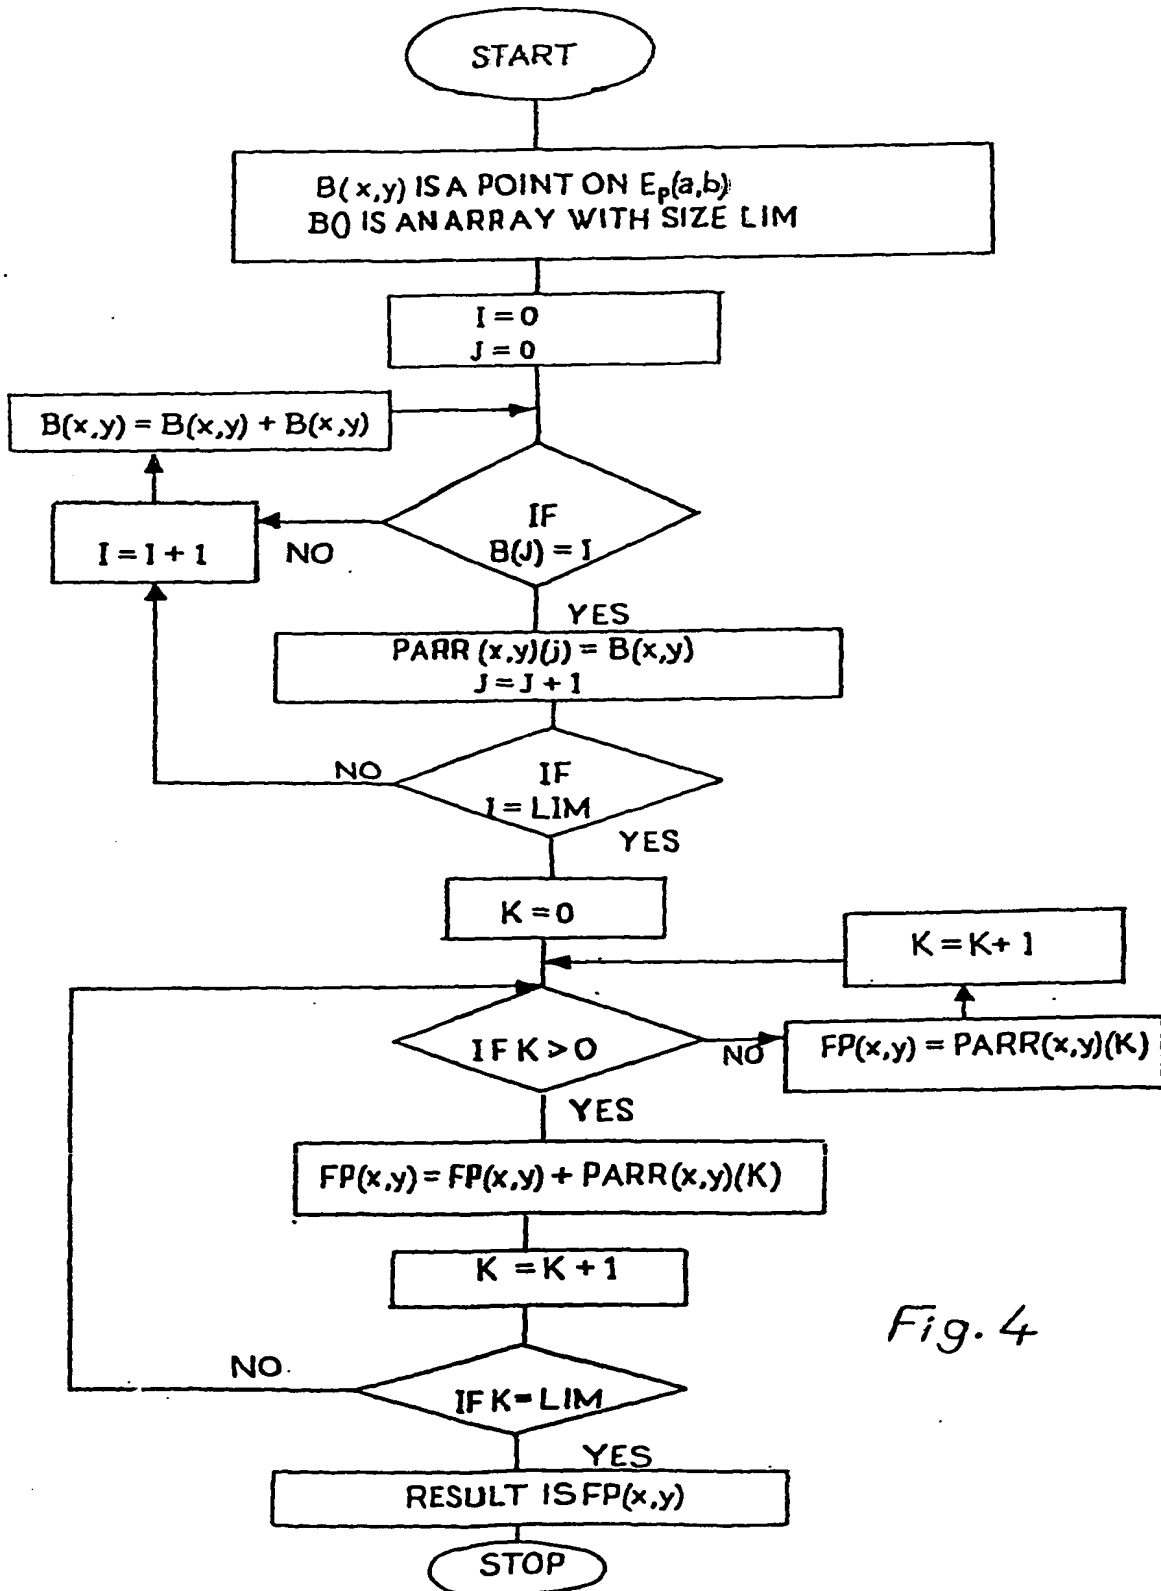 START
B(x,y) IS A POINT ON Ep(a,b)
B() IS AN ARRAY WITH SIZE LIM
I = 0
J = 0
B(x,y) = B(x,y) + B(x,y)
IF
B(J) = I
NO
I = I + 1
YES
PARR (x,y)(j) = B(x,y)
J = J + 1
NO
IF
J = LIM
YES
K = 0
K = K + 1
IF K > 0
NO
FP(x,y) = PARR(x,y)(K)
YES
FP(x,y) = FP(x,y) + PARR(x,y)(K)
K = K + 1
Fig. 4
NO
IF K = LIM
YES
RESULT IS FP(x,y)
STOP